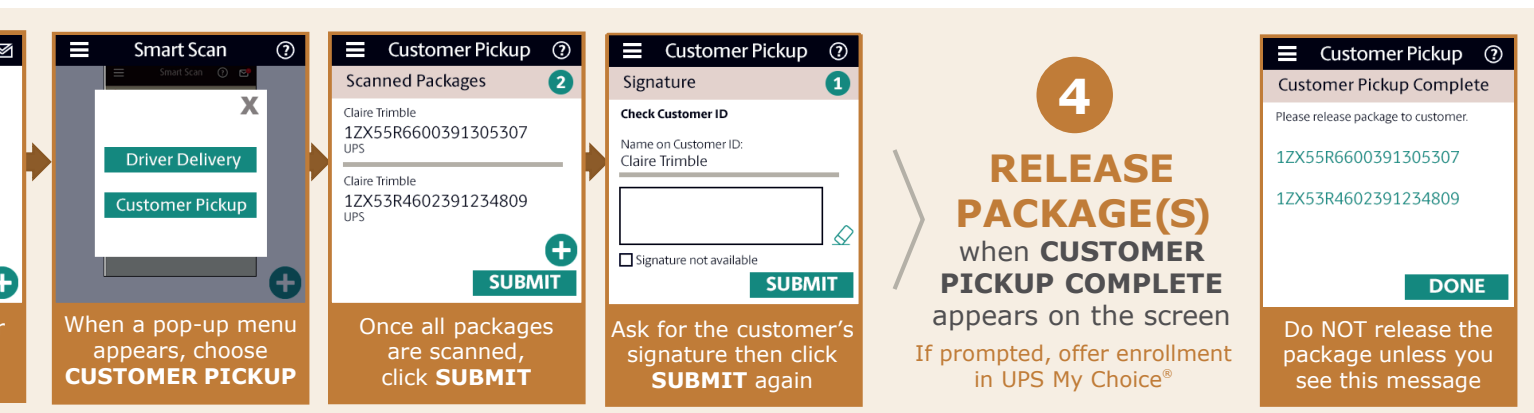 r
Smart Scan ?
Smart Scan ?
X
Driver Delivery
Customer Pickup
+
When a pop-up menu
appears, choose
CUSTOMER PICKUP
Customer Pickup ?
Scanned Packages 2
Claire Trimble
1ZX55R6600391305307
UPS
Claire Trimble
1ZX53R4602391234809
UPS
+
SUBMIT
Once all packages
are scanned,
click SUBMIT
Customer Pickup ?
Signature 1
Check Customer ID
Name on Customer ID:
Claire Trimble
Signature not available
SUBMIT
Ask for the customer's
signature then click
SUBMIT again
4
RELEASE
PACKAGE(S)
when CUSTOMER
PICKUP COMPLETE
appears on the screen
If prompted, offer enrollment
in UPS My Choice®
Customer Pickup ?
Customer Pickup Complete
Please release package to customer.
1ZX55R6600391305307
1ZX53R4602391234809
DONE
Do NOT release the
package unless you
see this message